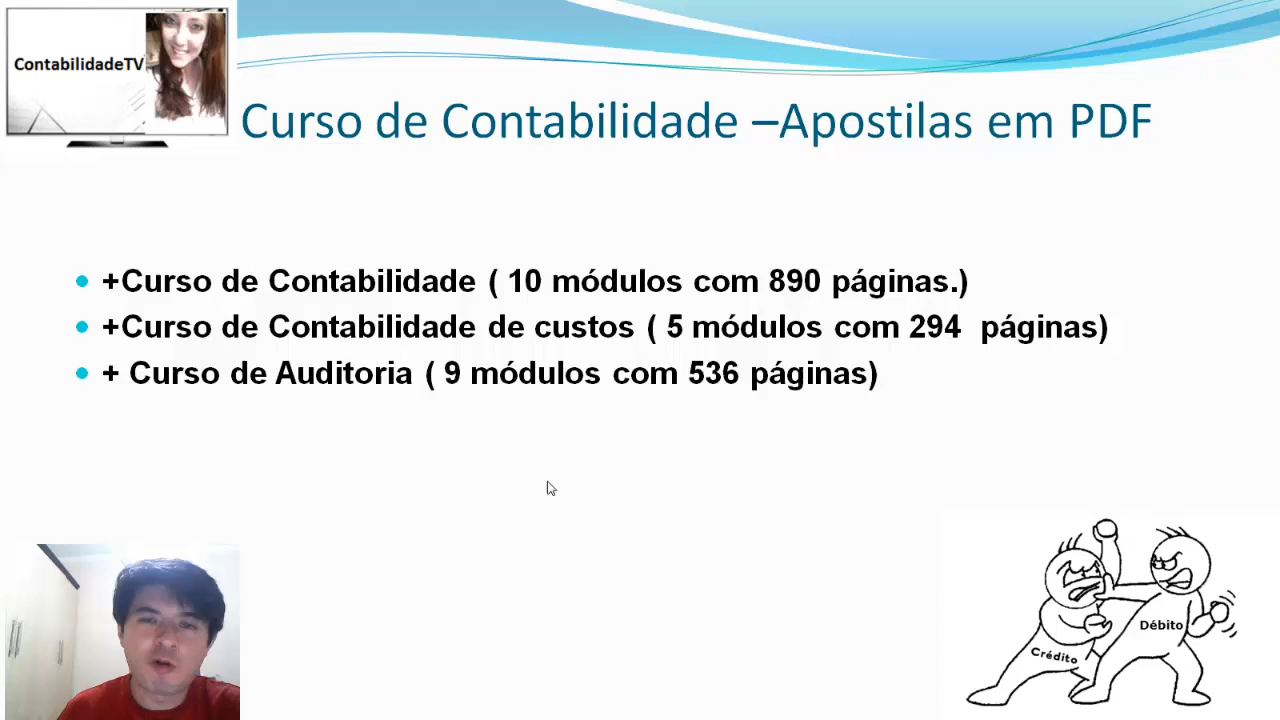 ContabilidadeTV
Curso de Contabilidade –Apostilas em PDF
+Curso de Contabilidade ( 10 módulos com 890 páginas.)
+Curso de Contabilidade de custos ( 5 módulos com 294  páginas)
+ Curso de Auditoria ( 9 módulos com 536 páginas)
Débito
Crédito